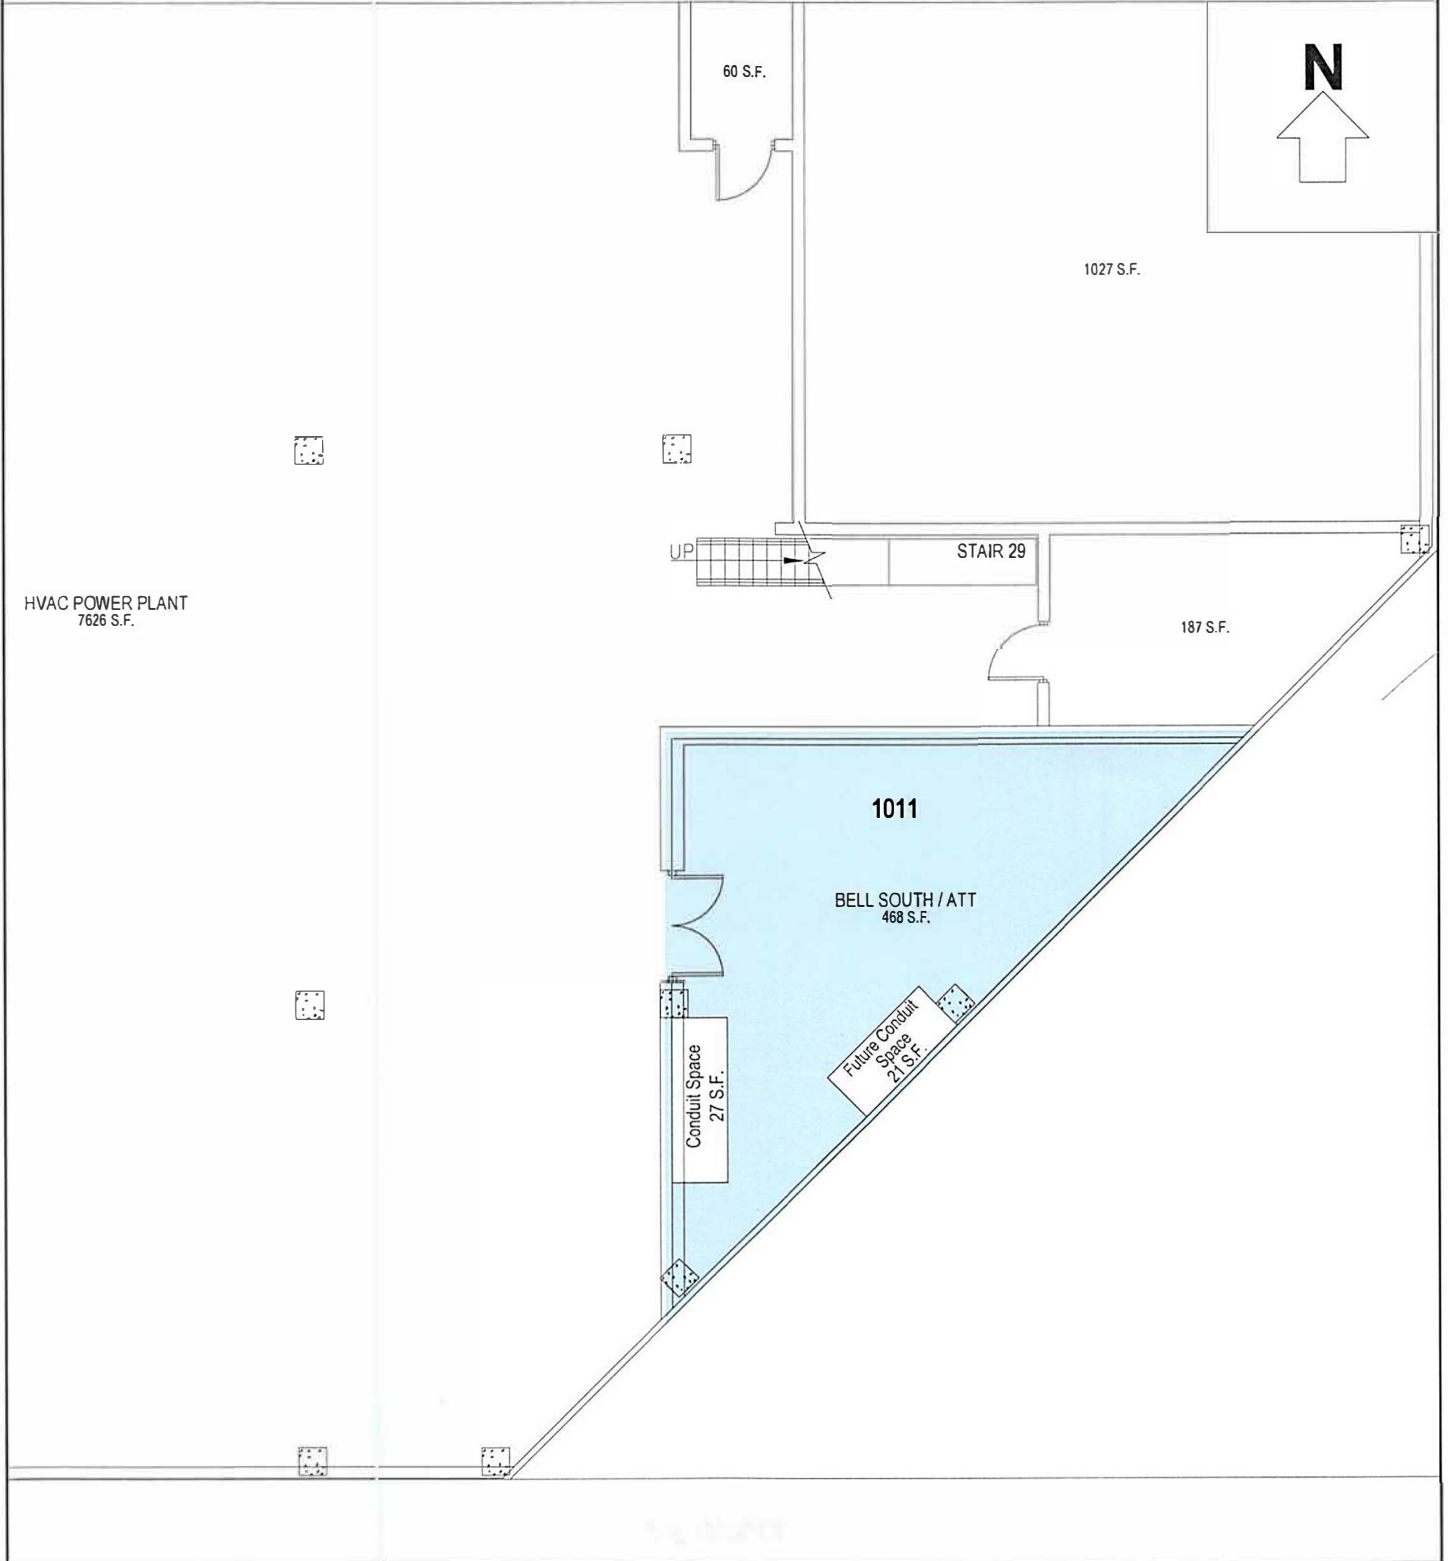 60 S.F.
N
1027 S.F.
UP
STAIR 29
HVAC POWER PLANT
7626 S.F.
187 S.F.
1011
BELL SOUTH / ATT
468 S.F.
Future Conduit
Space
21 S.F.
Conduit Space
27 S.F.